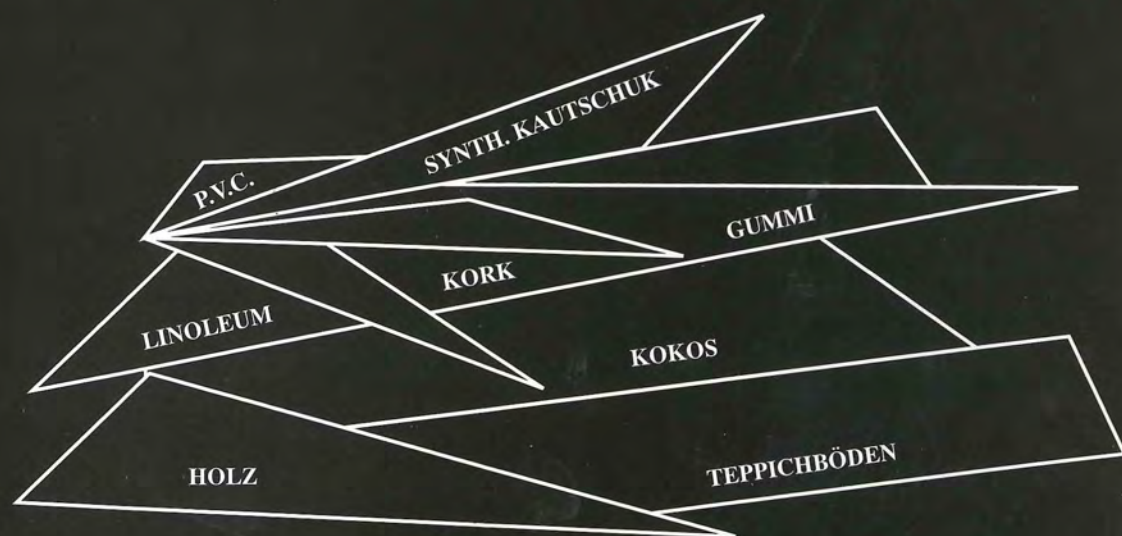 SYNTH. KAUTSCHUK
P.V.C.
GUMMI
KORK
LINOLEUM
KOKOS
HOLZ
TEPPICHBÖDEN